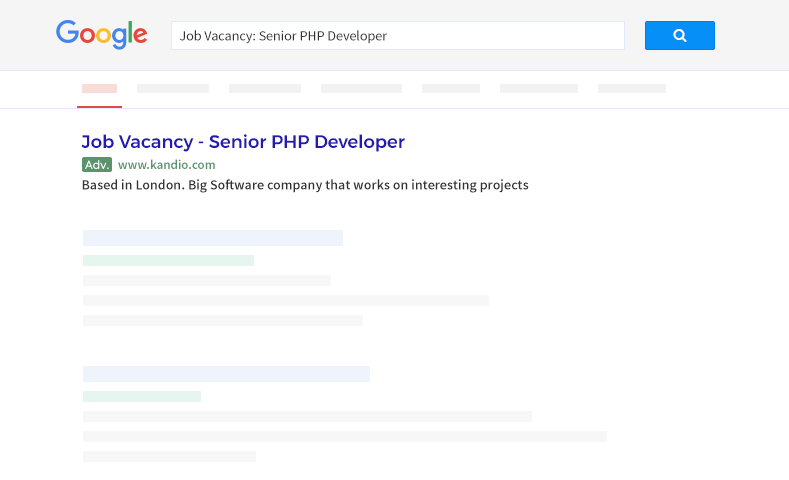 Google
Job Vacancy: Senior PHP Developer
Job Vacancy - Senior PHP Developer
Adv. www.kandio.com
Based in London. Big Software company that works on interesting projects